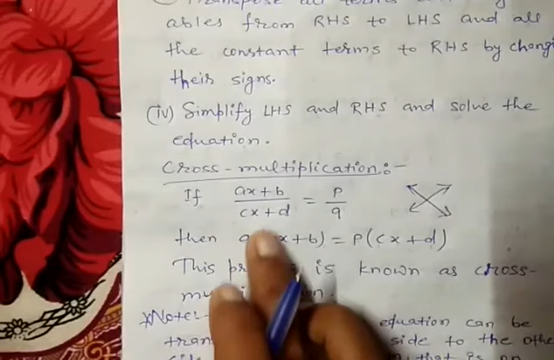 ables from RHS to LHS and all
the constant terms to RHS by
their signs.
(iv) Simplify LHS and RHS and solve the
equation.
Cross-multiplication:-
If (ax+b)/(cx+d) = p/q
then x+b) = P(cx+d)
This is known as cross-
*Note:- equation can be
side to the